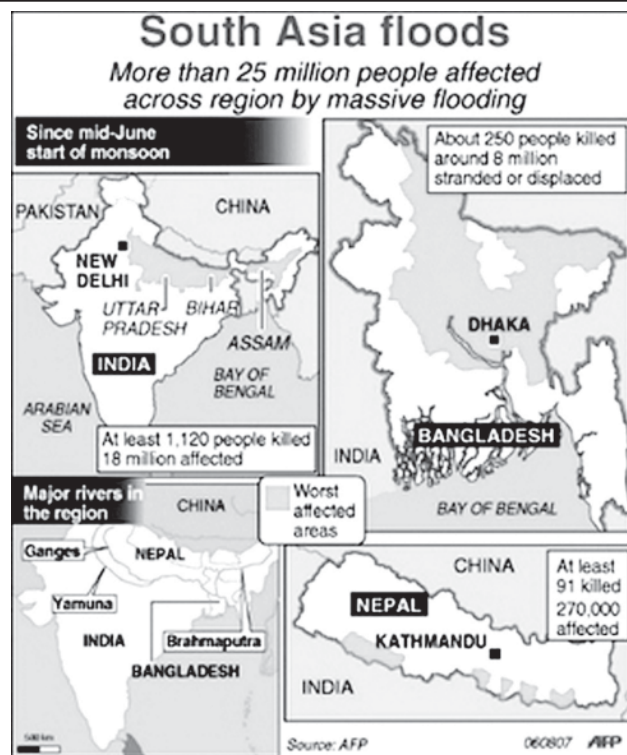 South Asia floods
More than 25 million people affected
across region by massive flooding
Since mid-June
start of monsoon
PAKISTAN
CHINA
NEW
DELHI
UTTAR
PRADESH
BIHAR
ASSAM
INDIA
BAY OF
BENGAL
ARABIAN
SEA
At least 1,120 people killed
18 million affected
About 250 people killed
around 8 million
stranded or displaced
DHAKA
BANGLADESH
INDIA
BAY OF BENGAL
Major rivers in
the region
CHINA
Ganges
NEPAL
Yamuna
INDIA
Brahmaputra
BANGLADESH
500 km
Worst
affected
areas
CHINA
At least
91 killed
270,000
affected
NEPAL
KATHMANDU
INDIA
Source: AFP
060807 AFP